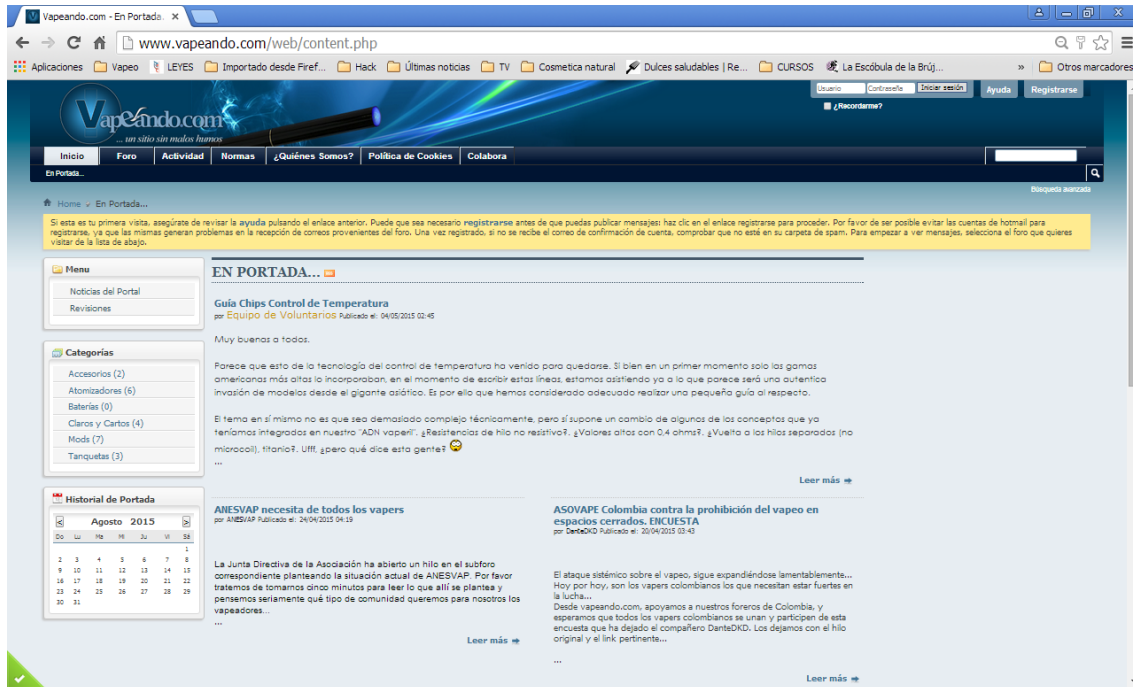 Vapeando.com - En Portada.
www.vapeando.com/web/content.php
Aplicaciones Vapeo LEYES Importado desde Firef... Hack Últimas noticias TV Cosmetica natural Dulces saludables | Re... CURSOS La Escóbula de la Brúj... » Otros marcadores
Usuario Contraseña Iniciar sesión Ayuda Registrarse
¿Recordarme?
Vapeando.com
... un sitio sin malos humos
Inicio Foro Actividad Normas ¿Quiénes Somos? Política de Cookies Colabora
En Portada...
Búsqueda avanzada
Home En Portada...
Si esta es tu primera visita, asegúrate de revisar la ayuda pulsando el enlace anterior. Puede que sea necesario registrarse antes de que puedas publicar mensajes: haz clic en el enlace registrarse para proceder. Por favor de ser posible evitar las cuentas de hotmail para
registrarse, ya que las mismas generan problemas en la recepción de correos provenientes del foro. Una vez registrado, si no se recibe el correo de confirmación de cuenta, comprobar que no esté en su carpeta de spam. Para empezar a ver mensajes, selecciona el foro que quieres
visitar de la lista de abajo.
Menu
Noticias del Portal
Revisiones
Categorías
Accesorios (2)
Atomizadores (6)
Baterías (0)
Claros y Cartos (4)
Mods (7)
Tanquetas (3)
Historial de Portada
< Agosto 2015 >
Do Lu Ma Mi Ju Vi Sá
1
2 3 4 5 6 7 8
9 10 11 12 13 14 15
16 17 18 19 20 21 22
23 24 25 26 27 28 29
30 31
EN PORTADA...
Guía Chips Control de Temperatura
por Equipo de Voluntarios Publicado el: 04/05/2015 02:45
Muy buenas a todos.
Parece que esto de la tecnología del control de temperatura ha venido para quedarse. Si bien en un primer momento solo las gamas
americanas más altas lo incorporaban, en el momento de escribir estas líneas, estamos asistiendo ya a lo que parece será una autentica
invasión de modelos desde el gigante asiático. Es por ello que hemos considerado adecuado realizar una pequeña guía al respecto.
El tema en sí mismo no es que sea demasiado complejo técnicamente, pero sí supone un cambio de algunos de los conceptos que ya
teníamos integrados en nuestro "ADN vaperil". ¿Resistencias de hilo no resistivo?, ¿Valores altos con 0,4 ohms?, ¿Vuelta a los hilos separados (no
microcoil), titanio?. Ufff, ¿pero qué dice esta gente?
...
Leer más
ANESVAP necesita de todos los vapers
por ANESVAP Publicado el: 24/04/2015 04:19
La Junta Directiva de la Asociación ha abierto un hilo en el subforo
correspondiente planteando la situación actual de ANESVAP. Por favor
tratemos de tomarnos cinco minutos para leer lo que allí se plantea y
pensemos seriamente qué tipo de comunidad queremos para nosotros los
vapeadores...
...
Leer más
ASOVAPE Colombia contra la prohibición del vapeo en
espacios cerrados. ENCUESTA
por DanteDKD Publicado el: 20/04/2015 03:43
El ataque sistémico sobre el vapeo, sigue expandiéndose lamentablemente...
Hoy por hoy, son los vapers colombianos los que necesitan estar fuertes en
la lucha...
Desde vapeando.com, apoyamos a nuestros foreros de Colombia, y
esperamos que todos los vapers colombianos se unan y participen de esta
encuesta que ha dejado el compañero DanteDKD. Los dejamos con el hilo
original y el link pertinente...
...
Leer más